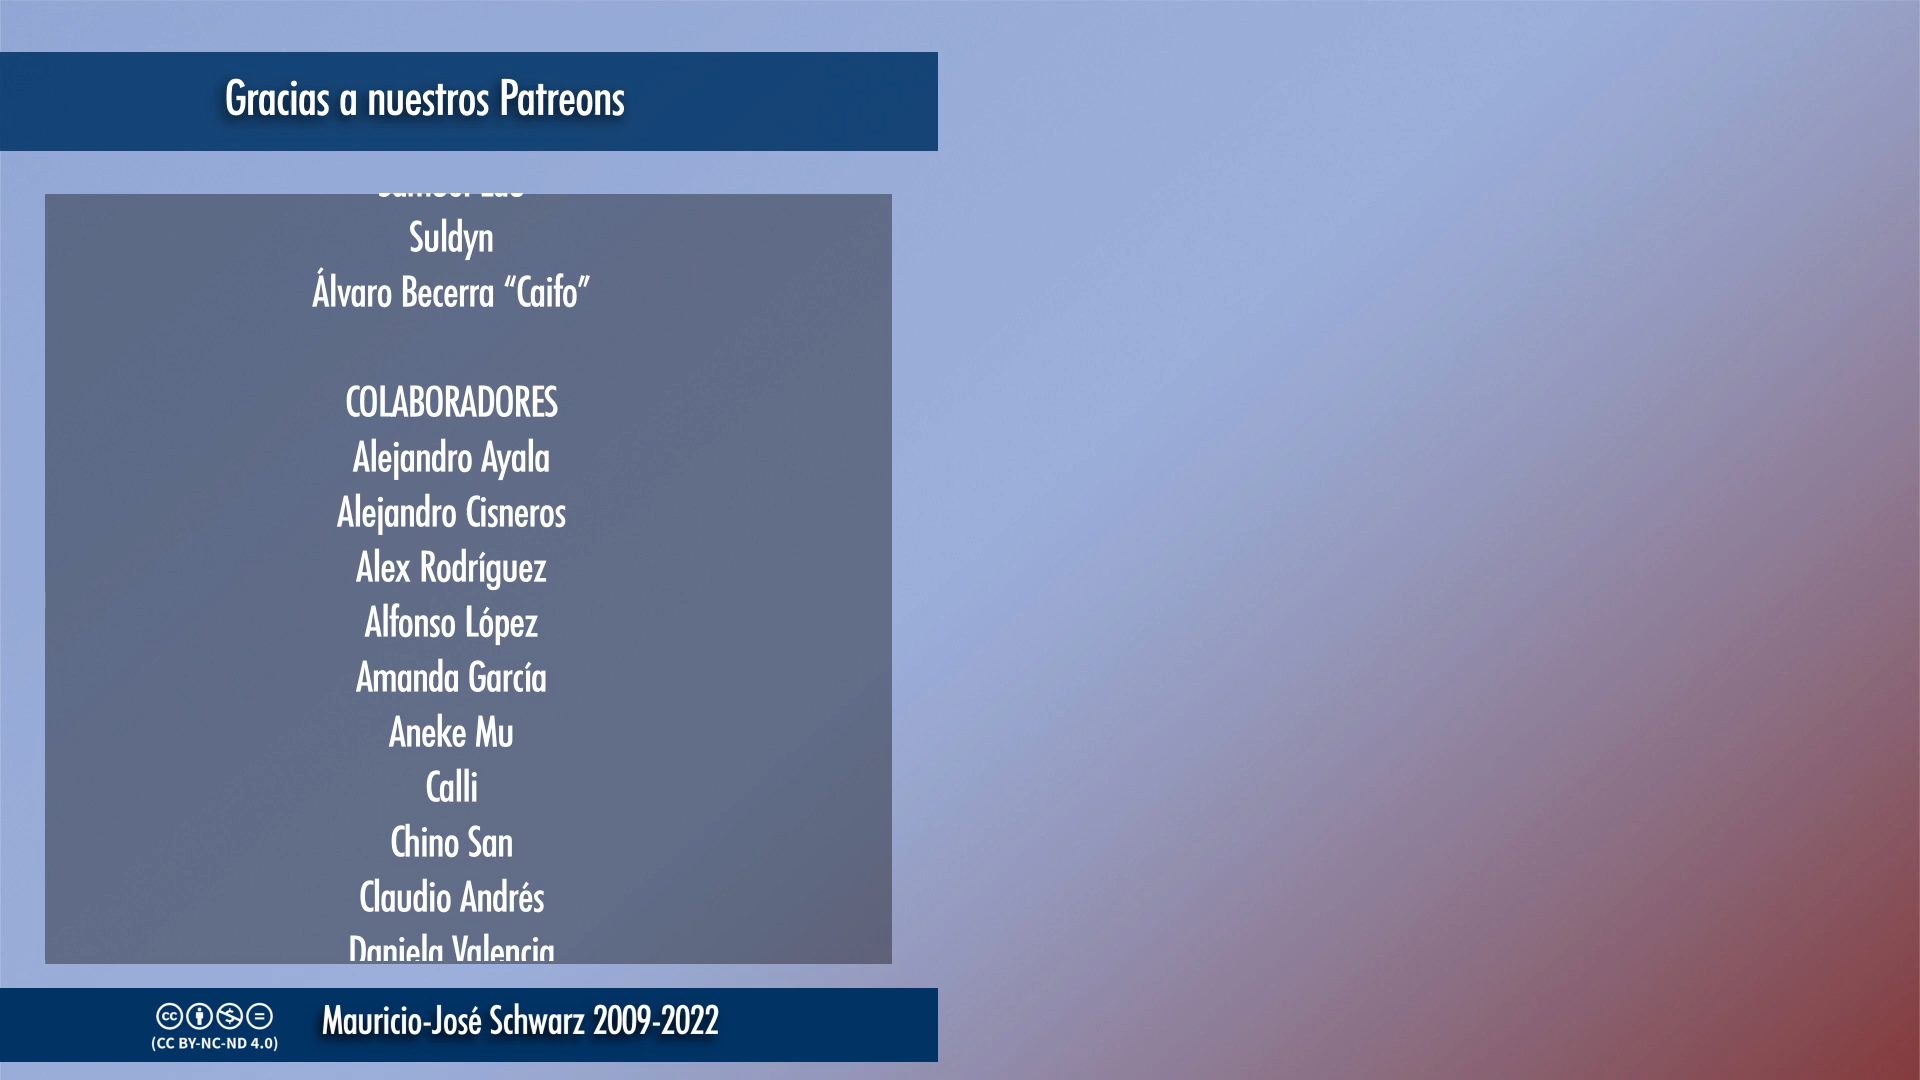 Gracias a nuestros Patreons
Suldyn
Álvaro Becerra “Caifo”
COLABORADORES
Alejandro Ayala
Alejandro Cisneros
Alex Rodríguez
Alfonso López
Amanda García
Aneke Mu
Calli
Chino San
Claudio Andrés
Daniela Valencia
Mauricio-José Schwarz 2009-2022
(CC BY-NC-ND 4.0)